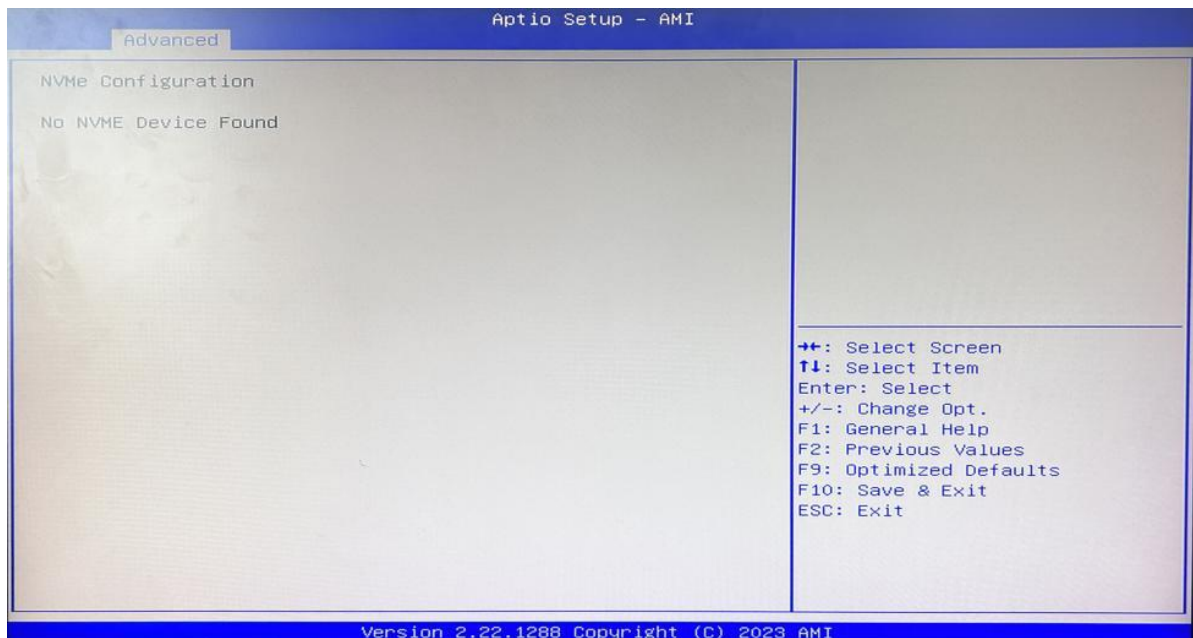 Aptio Setup - AMI
Advanced
NVMe Configuration
No NVME Device Found
→←: Select Screen
↑↓: Select Item
Enter: Select
+/-: Change Opt.
F1: General Help
F2: Previous Values
F9: Optimized Defaults
F10: Save & Exit
ESC: Exit
Version 2.22.1288 Copyright (C) 2023 AMI